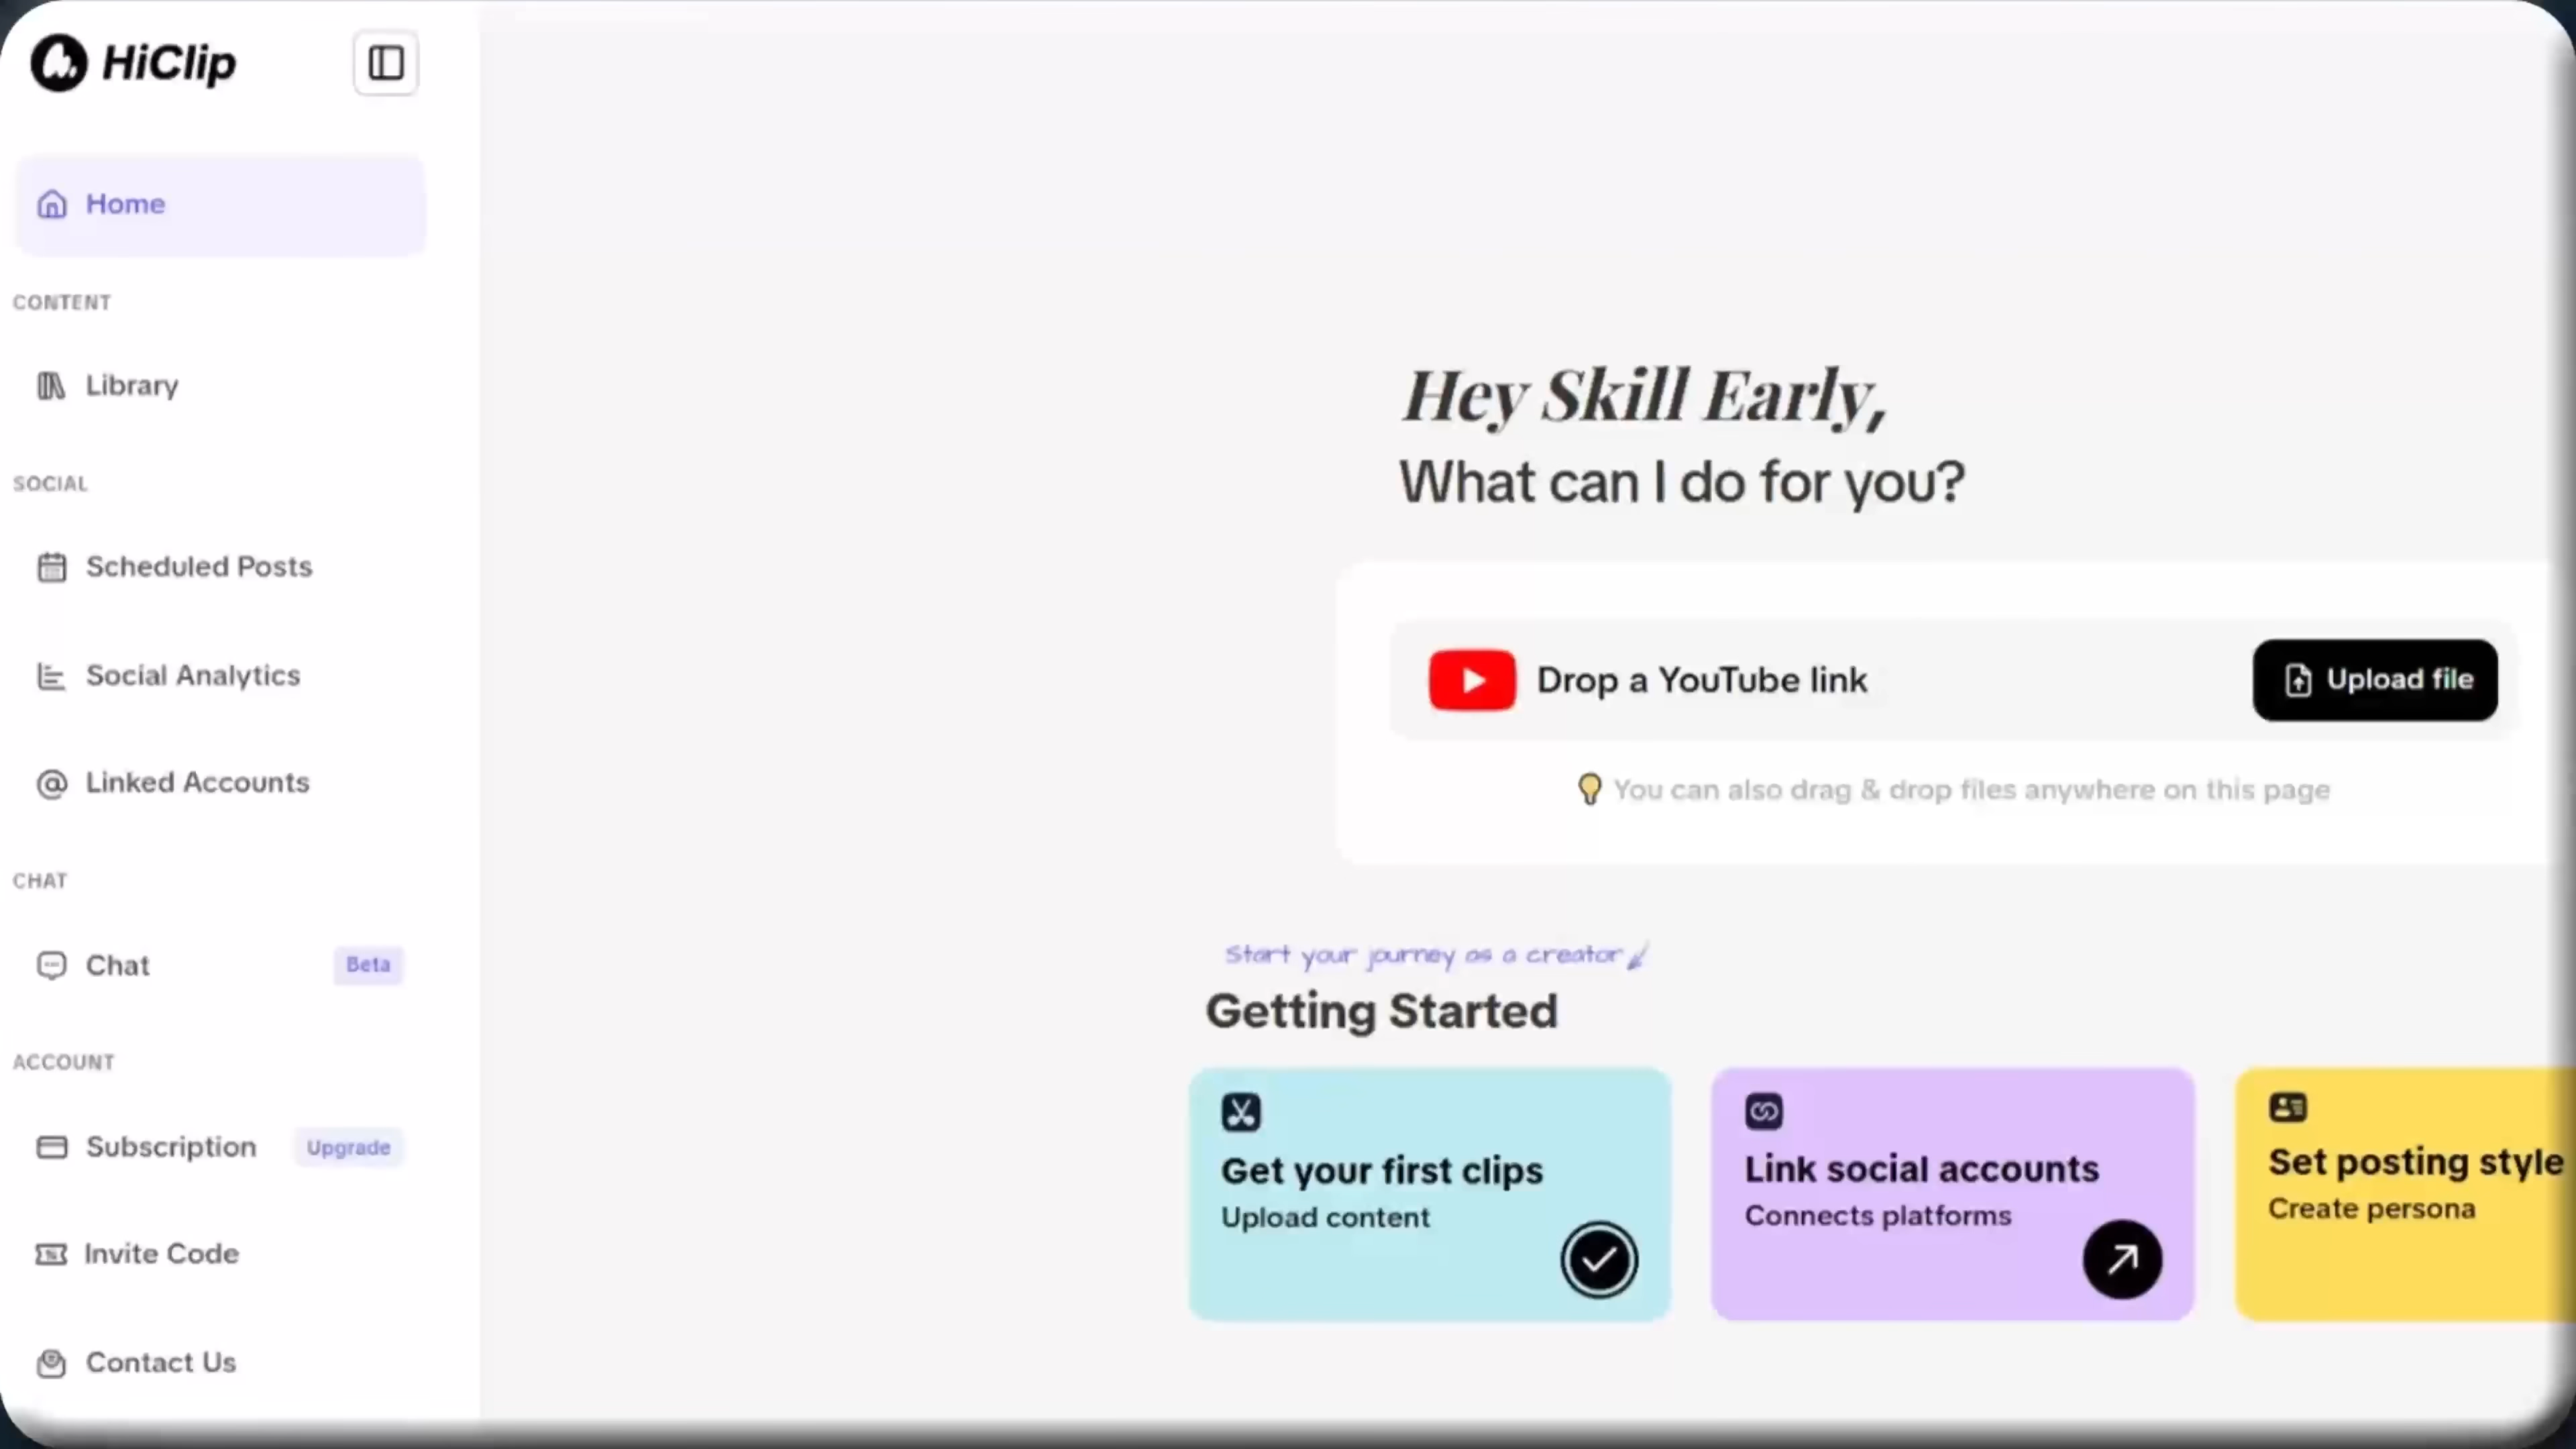 HiClip
Home
CONTENT
Library
SOCIAL
Scheduled Posts
Social Analytics
Linked Accounts
CHAT
Chat
Beta
ACCOUNT
Subscription
Upgrade
Invite Code
Contact Us
Hey Skill Early,
What can I do for you?
Drop a YouTube link
Upload file
You can also drag & drop files anywhere on this page
Start your journey as a creator
Getting Started
Get your first clips
Upload content
Link social accounts
Connects platforms
Set posting style
Create persona